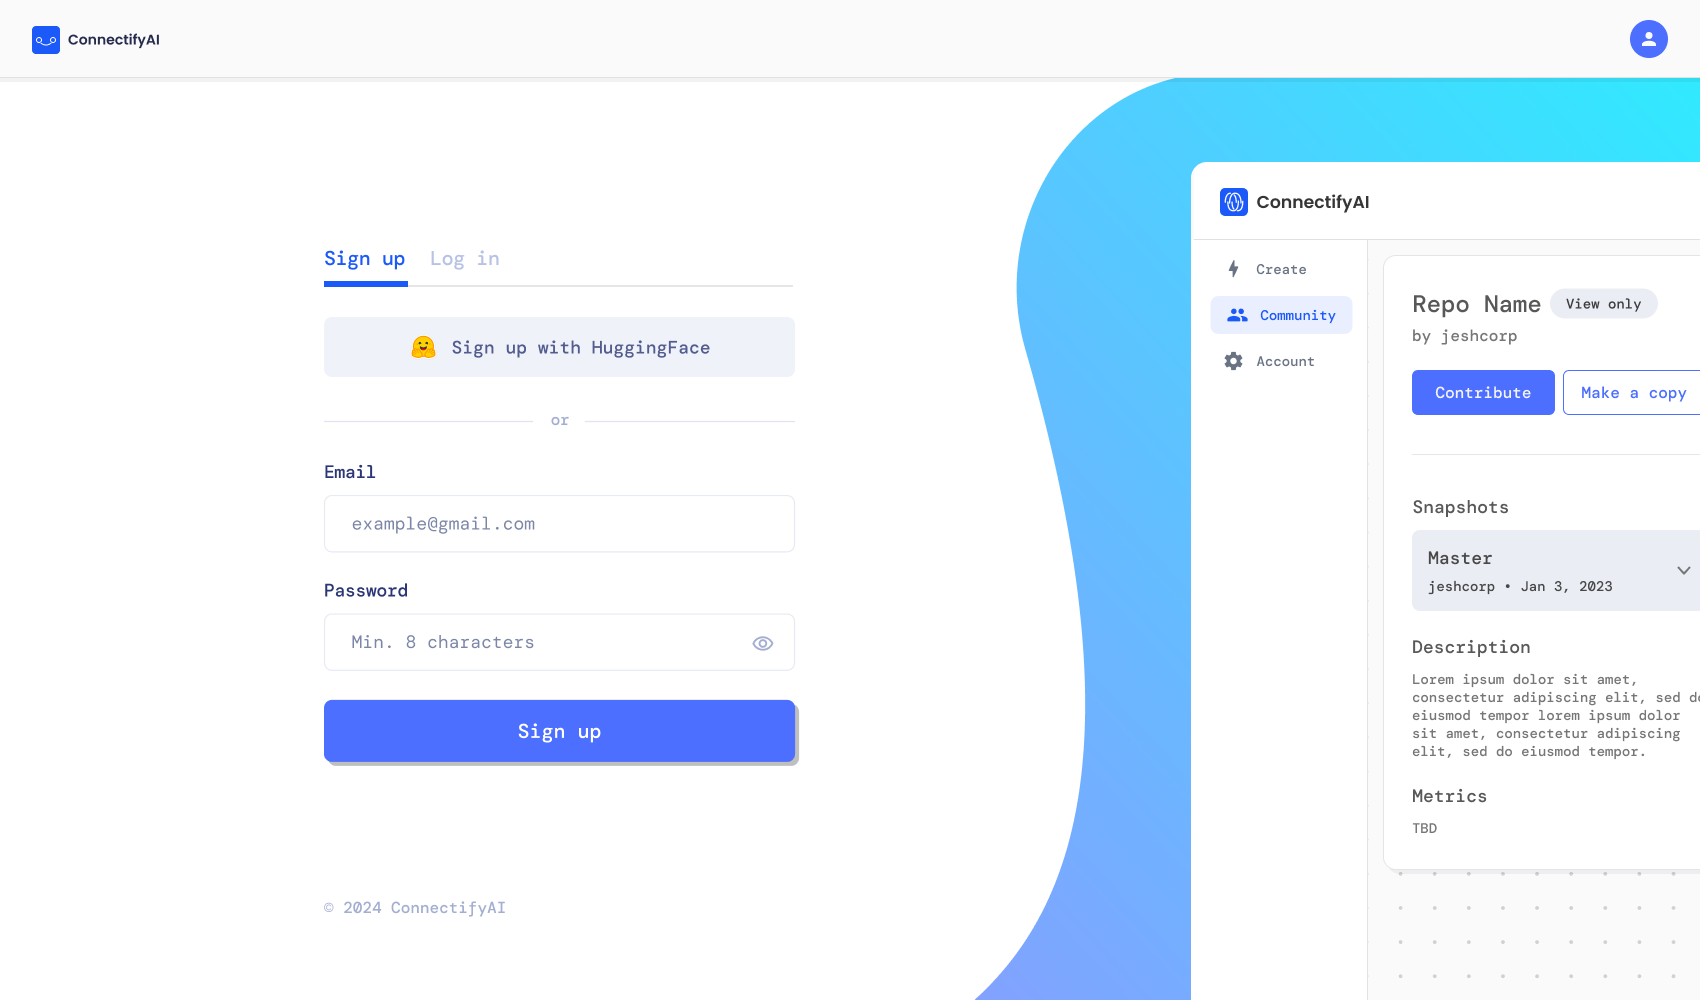 ConnectifyAI
Sign up
Log in
Sign up with HuggingFace
or
Email
example@gmail.com
Password
Min. 8 characters
Sign up
© 2024 ConnectifyAI
ConnectifyAI
Create
Community
Account
Repo Name
View only
by jeshcorp
Contribute
Make a copy
Snapshots
Master
jeshcorp • Jan 3, 2023
Description
Lorem ipsum dolor sit amet,
consectetur adipiscing elit, sed do
eiusmod tempor lorem ipsum dolor
sit amet, consectetur adipiscing
elit, sed do eiusmod tempor.
Metrics
TBD